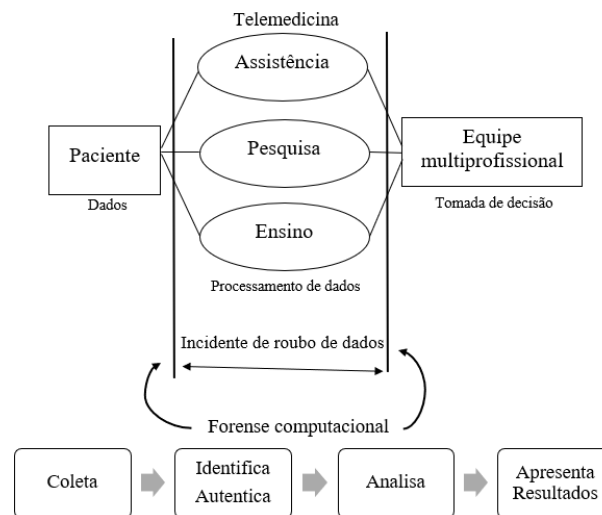 Telemedicina
Assistência
Paciente
Pesquisa
Equipe
multiprofissional
Dados
Tomada de decisão
Ensino
Processamento de dados
Incidente de roubo de dados
Forense computacional
Coleta
Identifica
Autentica
Analisa
Apresenta
Resultados